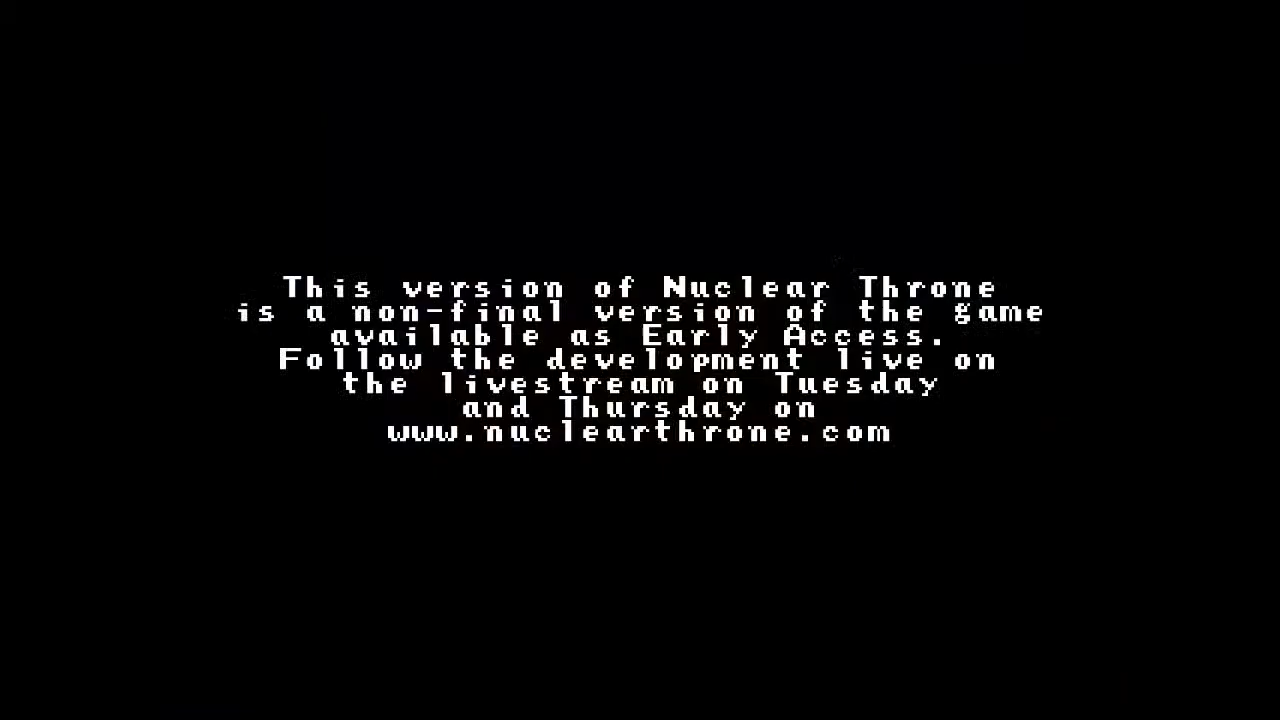 This version of Nuclear Throne
is a non-final version of the game
available as Early Access.
Follow the development live on
the livestream on Tuesday
and Thursday on
www.nuclearthrone.com